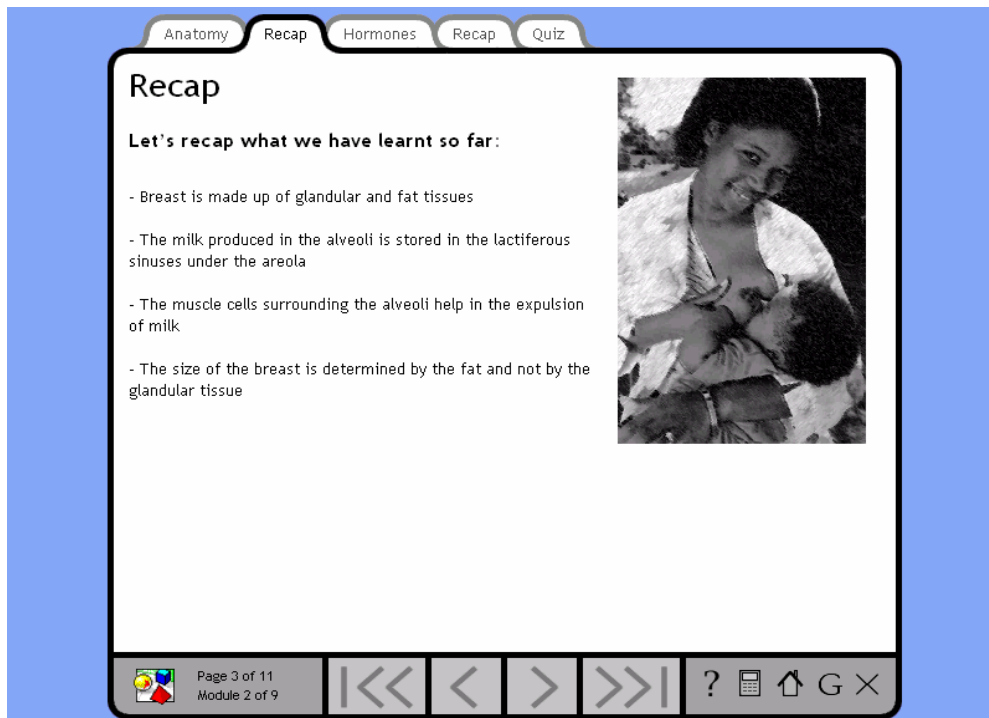 Anatomy Recap Hormones Recap Quiz
Recap
Let's recap what we have learnt so far:
- Breast is made up of glandular and fat tissues
- The milk produced in the alveoli is stored in the lactiferous
sinuses under the areola
- The muscle cells surrounding the alveoli help in the expulsion
of milk
- The size of the breast is determined by the fat and not by the
glandular tissue
Page 3 of 11
Module 2 of 9
? G